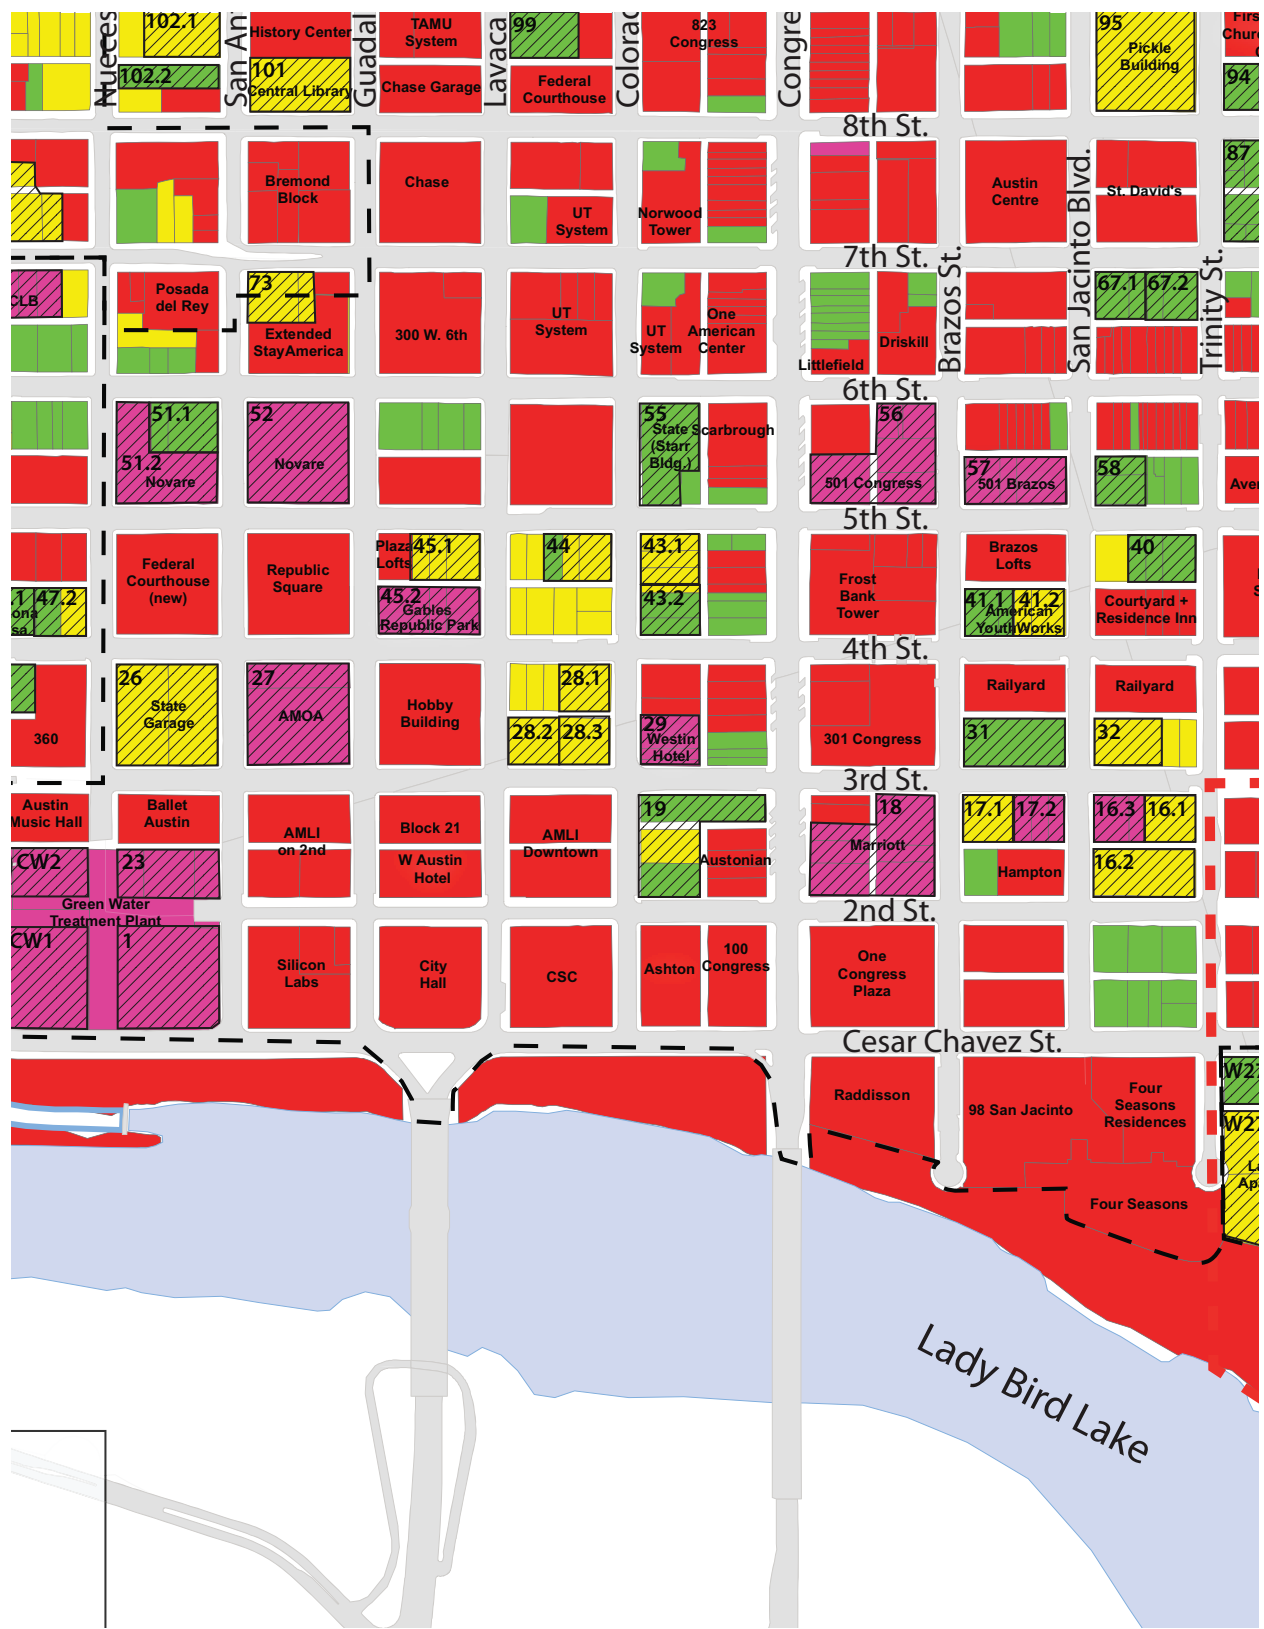 102.1
History Center
TAMU
System
99
823
Congress
95
Pickle
Building
102.2
101
Central Library
Chase Garage
Federal
Courthouse
94
Nueces
San An
Guadal
Lavaca
Colorad
Congre
8th St.
Bremond
Block
Chase
UT
System
Norwood
Tower
Austin
Centre
San Jacinto Blvd.
St. David's
87
7th St.
CLB
Posada
del Rey
73
Extended
StayAmerica
300 W. 6th
UT
System
UT
System
One
American
Center
Littlefield
Driskill
Brazos St.
67.1
67.2
Trinity St.
6th St.
51.1
51.2
Novare
52
Novare
55
State
(Starr
Bldg.)
Scarbrough
56
501 Congress
57
501 Brazos
58
5th St.
47.2
Federal
Courthouse
(new)
Republic
Square
Plaza
Lofts
45.1
45.2
Gables
Republic Park
44
43.1
43.2
Frost
Bank
Tower
Brazos
Lofts
41.1
41.2
American
YouthWorks
40
Courtyard +
Residence Inn
4th St.
360
26
State
Garage
27
AMOA
Hobby
Building
28.1
28.2
28.3
29
Westin
Hotel
301 Congress
Railyard
31
Railyard
32
3rd St.
Austin
Music Hall
Ballet
Austin
AMLI
on 2nd
Block 21
W Austin
Hotel
AMLI
Downtown
19
Austonian
18
Marriott
17.1
17.2
Hampton
16.3
16.1
16.2
2nd St.
CW2
23
Green Water
Treatment Plant
CW1
1
Silicon
Labs
City
Hall
CSC
Ashton
100
Congress
One
Congress
Plaza
Cesar Chavez St.
Raddisson
98 San Jacinto
Four
Seasons
Residences
Four Seasons
Lady Bird Lake